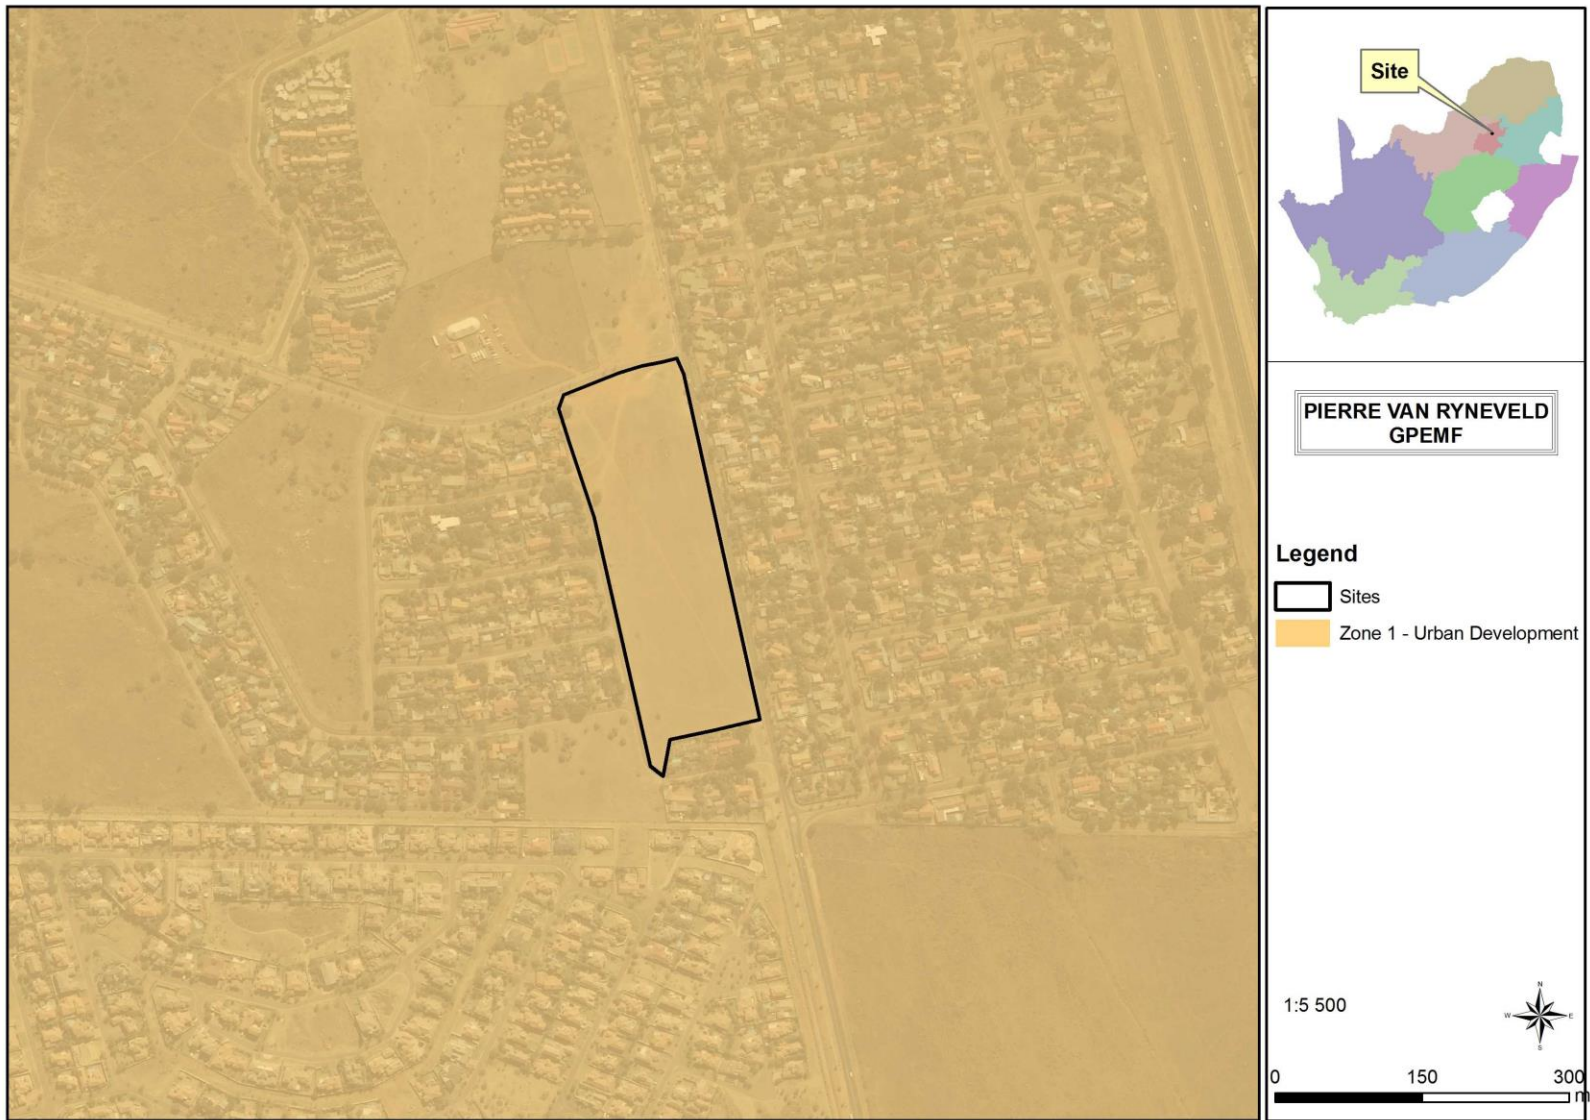 Site
PIERRE VAN RYNEVELD
GPEMF
Legend
Sites
Zone 1 - Urban Development
1:5 500
N
W E
S
0 150 300
m